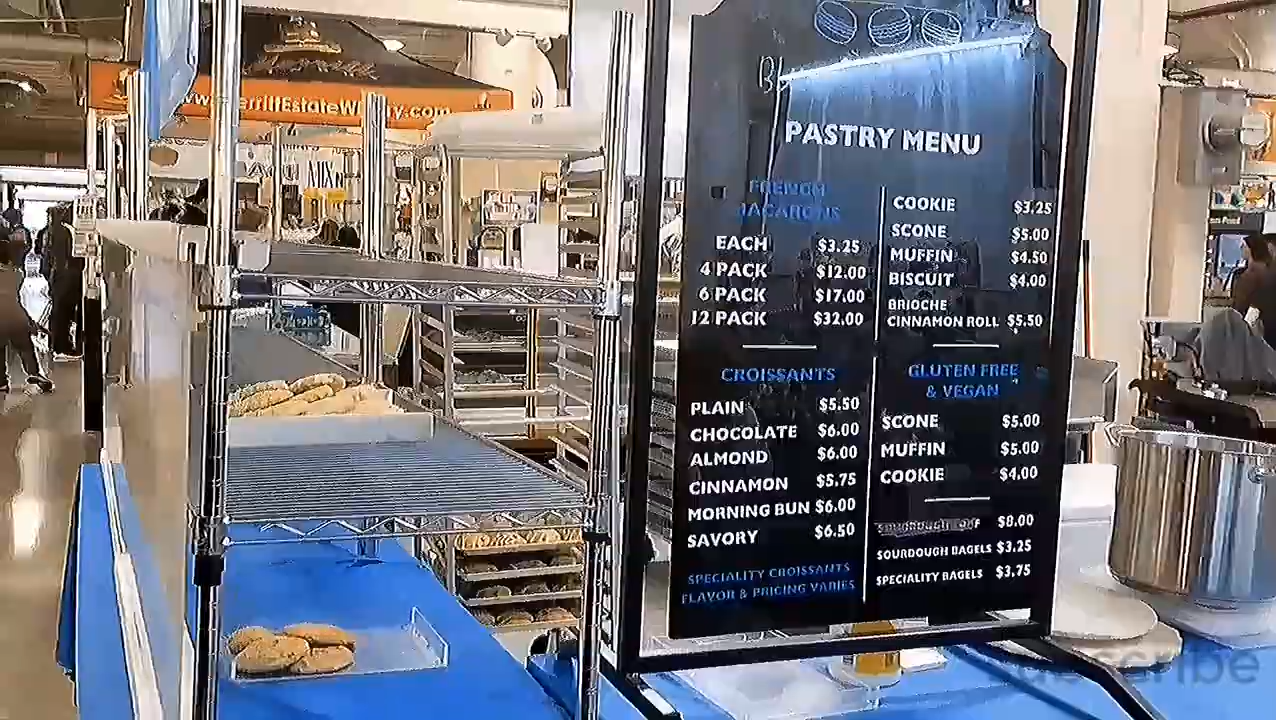 PASTRY MENU
FRENCH
MACARONS
EACH $3.25
4 PACK $12.00
6 PACK $17.00
12 PACK $32.00
CROISSANTS
PLAIN $5.50
CHOCOLATE $6.00
ALMOND $6.00
CINNAMON $5.75
MORNING BUN $6.00
SAVORY $6.50
SPECIALITY CROISSANTS
FLAVOR & PRICING VARIES
COOKIE $3.25
SCONE $5.00
MUFFIN $4.50
BISCUIT $4.00
BRIOCHE
CINNAMON ROLL $5.50
GLUTEN FREE
& VEGAN
SCONE $5.00
MUFFIN $5.00
COOKIE $4.00
$8.00
SOURDOUGH BAGELS $3.25
SPECIALITY BAGELS $3.75